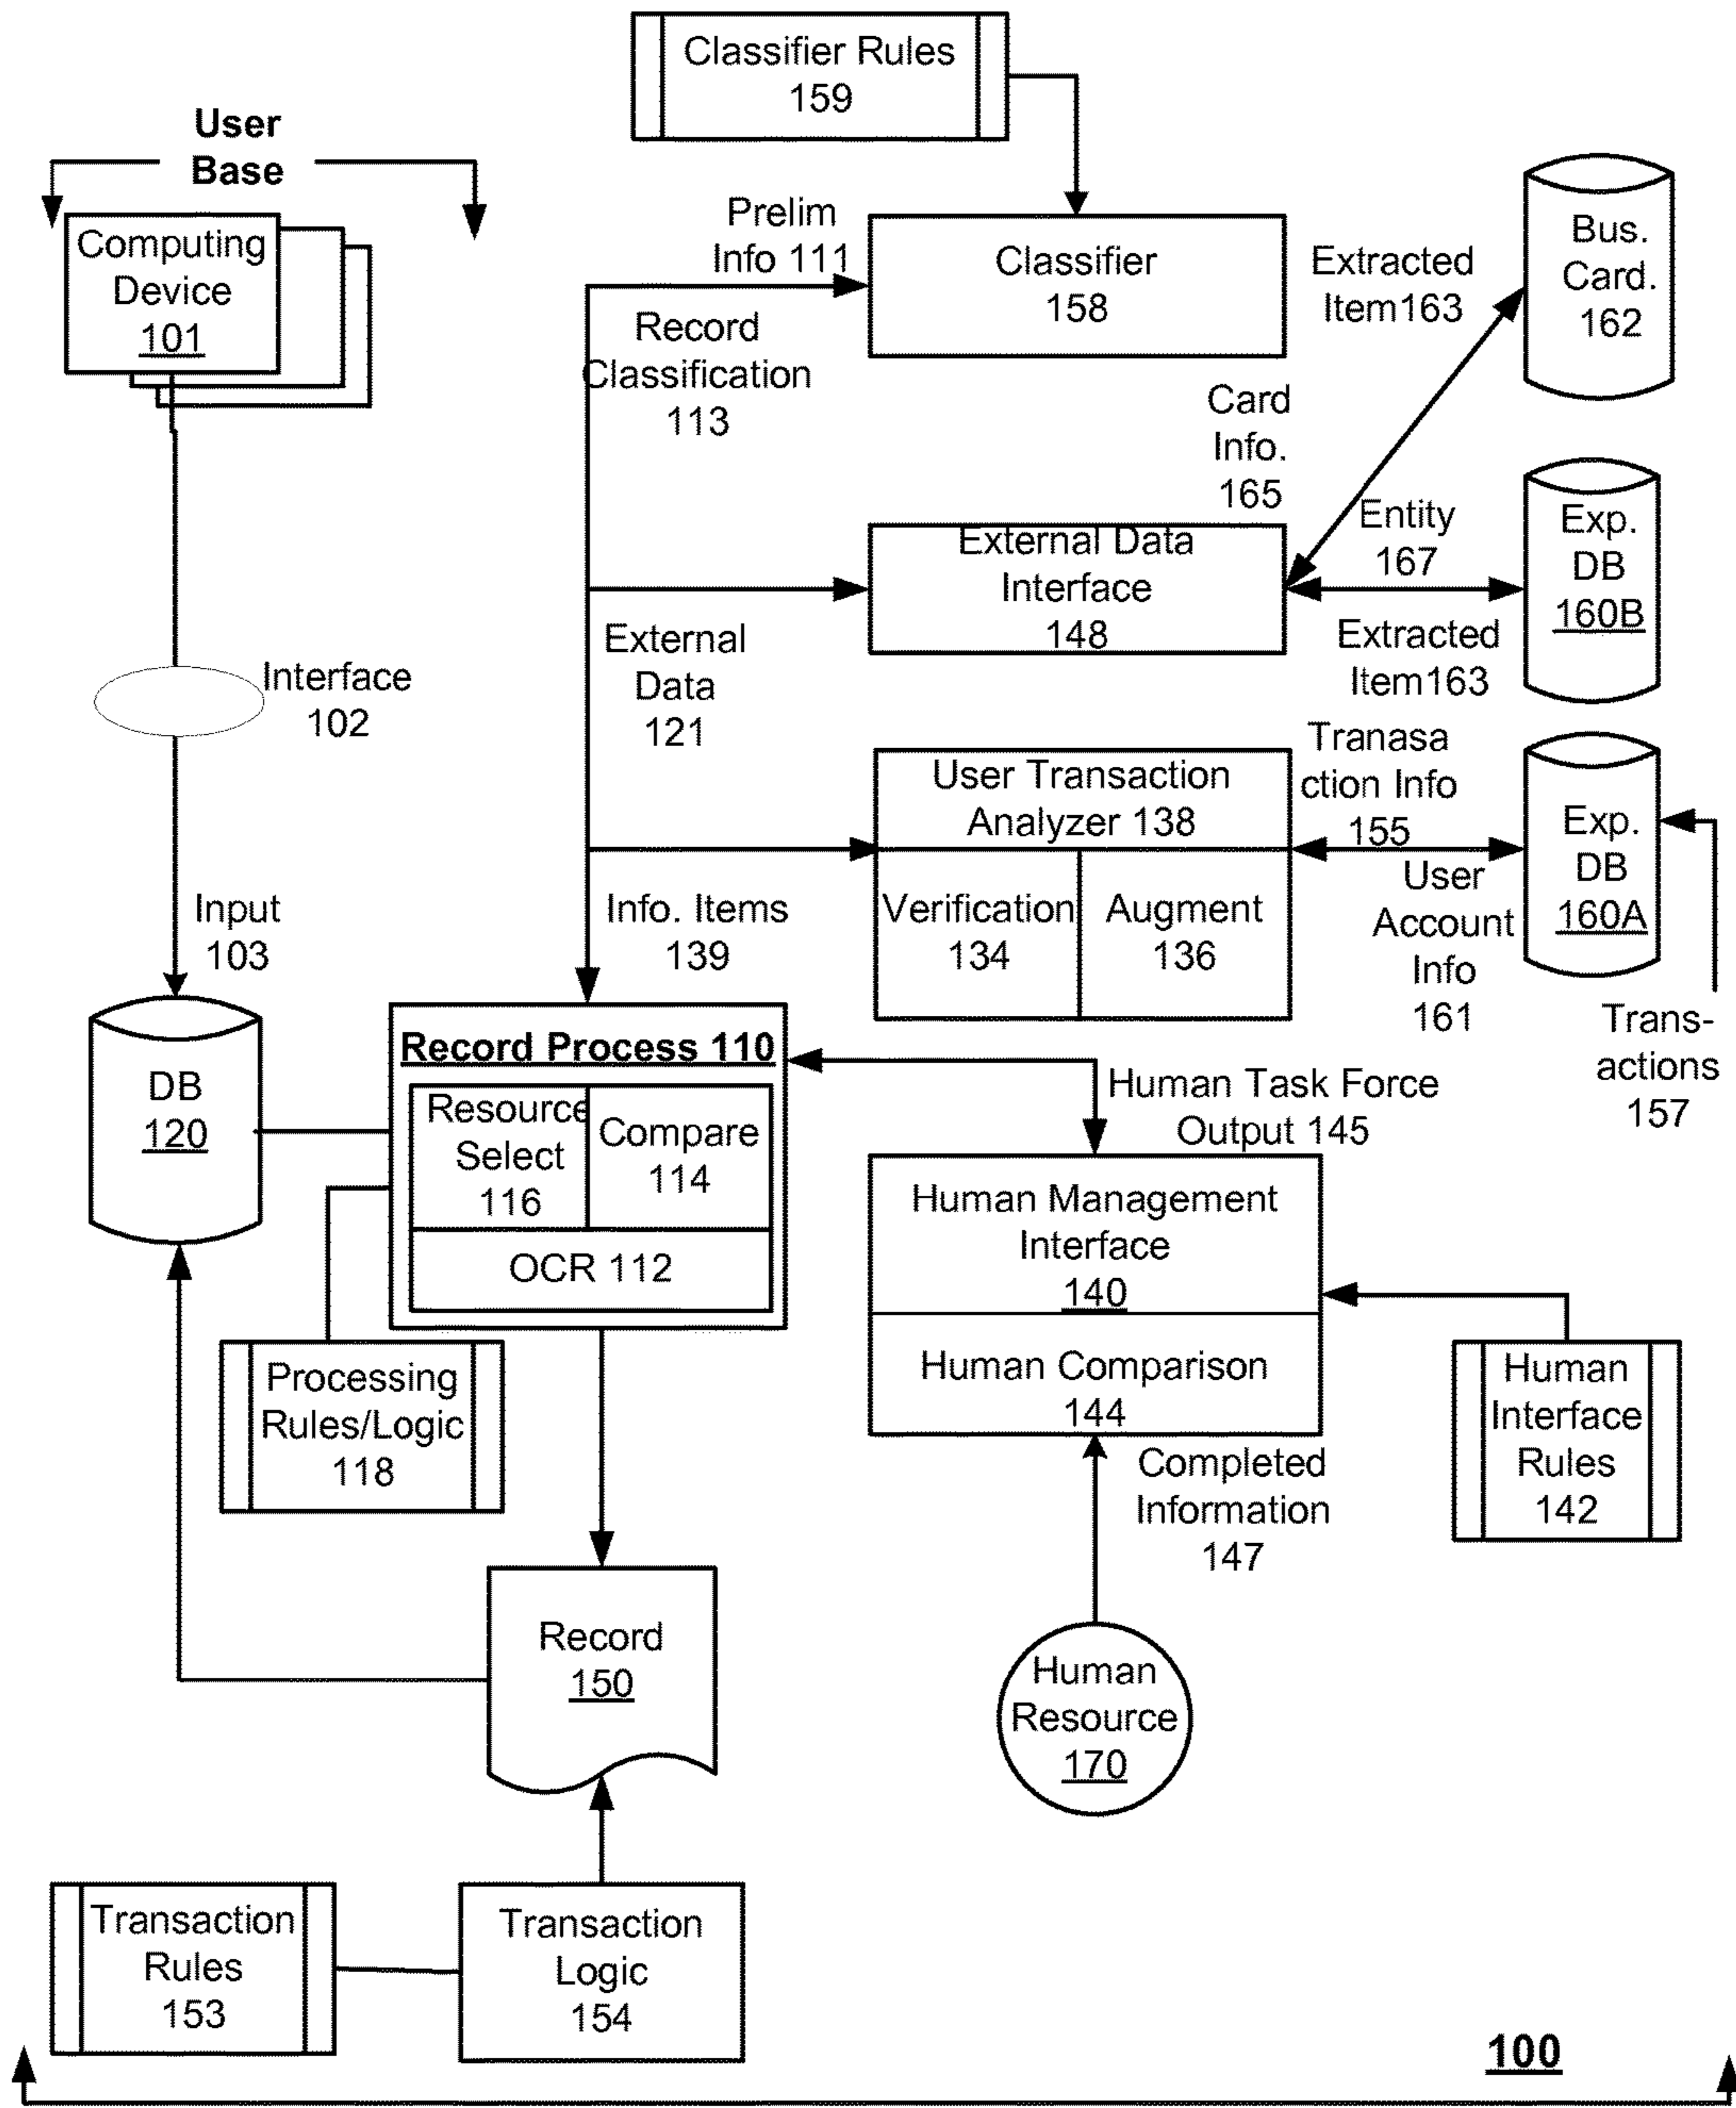 Classifier Rules
159
User
Base
Computing
Device
101
Prelim
Info 111
Classifier
158
Record
Classification
113
Extracted
Item163
Bus.
Card.
162
Card
Info.
165
External Data
Interface
148
Entity
167
Extracted
Item163
Exp.
DB
160B
Interface
102
External
Data
121
User Transaction
Analyzer 138
Verification
134
Augment
136
Tranasa
ction Info
155
User
Account
Info
161
Exp.
DB
160A
Trans-
actions
157
Input
103
Info. Items
139
DB
120
Record Process 110
Resource
Select
116
Compare
114
OCR 112
Human Task Force
Output 145
Human Management
Interface
140
Human Comparison
144
Processing
Rules/Logic
118
Human
Interface
Rules
142
Completed
Information
147
Record
150
Human
Resource
170
Transaction
Rules
153
Transaction
Logic
154
100